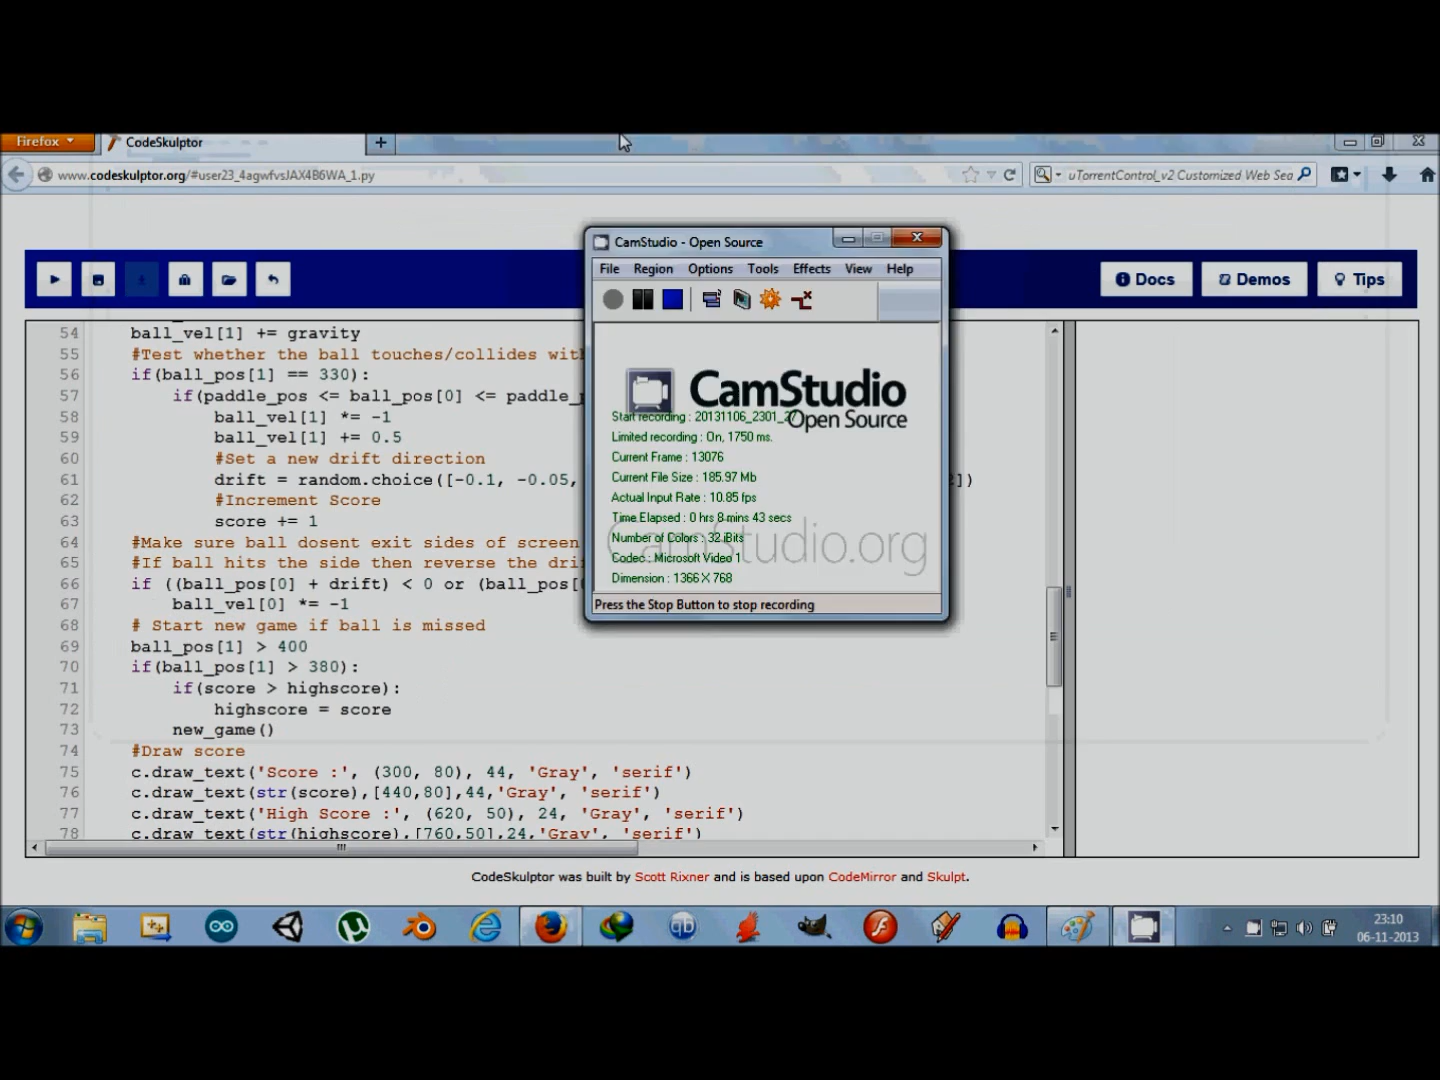 Firefox
CodeSkulptor
www.codeskulptor.org/#user23_4agwfvsJAX4B6WA_1.py
uTorrentControl_v2 Customized Web Sea
Docs
Demos
Tips
54 ball_vel[1] += gravity
55 #Test whether the ball touches/collides wit
56 if(ball_pos[1] == 330):
57 if(paddle_pos <= ball_pos[0] <= paddle_
58 ball_vel[1] *= -1
59 ball_vel[1] += 0.5
60 #Set a new drift direction
61 drift = random.choice([-0.1, -0.05, ])
62 #Increment Score
63 score += 1
64 #Make sure ball dosent exit sides of screen
65 #If ball hits the side then reverse the dri
66 if ((ball_pos[0] + drift) < 0 or (ball_pos[
67 ball_vel[0] *= -1
68 # Start new game if ball is missed
69 ball_pos[1] > 400
70 if(ball_pos[1] > 380):
71 if(score > highscore):
72 highscore = score
73 new_game()
74 #Draw score
75 c.draw_text('Score :', (300, 80), 44, 'Gray', 'serif')
76 c.draw_text(str(score),[440,80],44,'Gray', 'serif')
77 c.draw_text('High Score :', (620, 50), 24, 'Gray', 'serif')
78 c.draw_text(str(highscore),[760,50],24,'Gray', 'serif')
CamStudio - Open Source
File Region Options Tools Effects View Help
CamStudio
Open Source
Start recording : 20131106_2301_27
Limited recording : On, 1750 ms.
Current Frame : 13076
Current File Size : 185.97 Mb
Actual Input Rate : 10.85 fps
Time Elapsed : 0 hrs 8 mins 43 secs
Number of Colors : 32 iBits
Codec : Microsoft Video 1
Dimension : 1366 X 768
CamStudio.org
Press the Stop Button to stop recording
CodeSkulptor was built by Scott Rixner and is based upon CodeMirror and Skulpt.
qb
23:10
06-11-2013